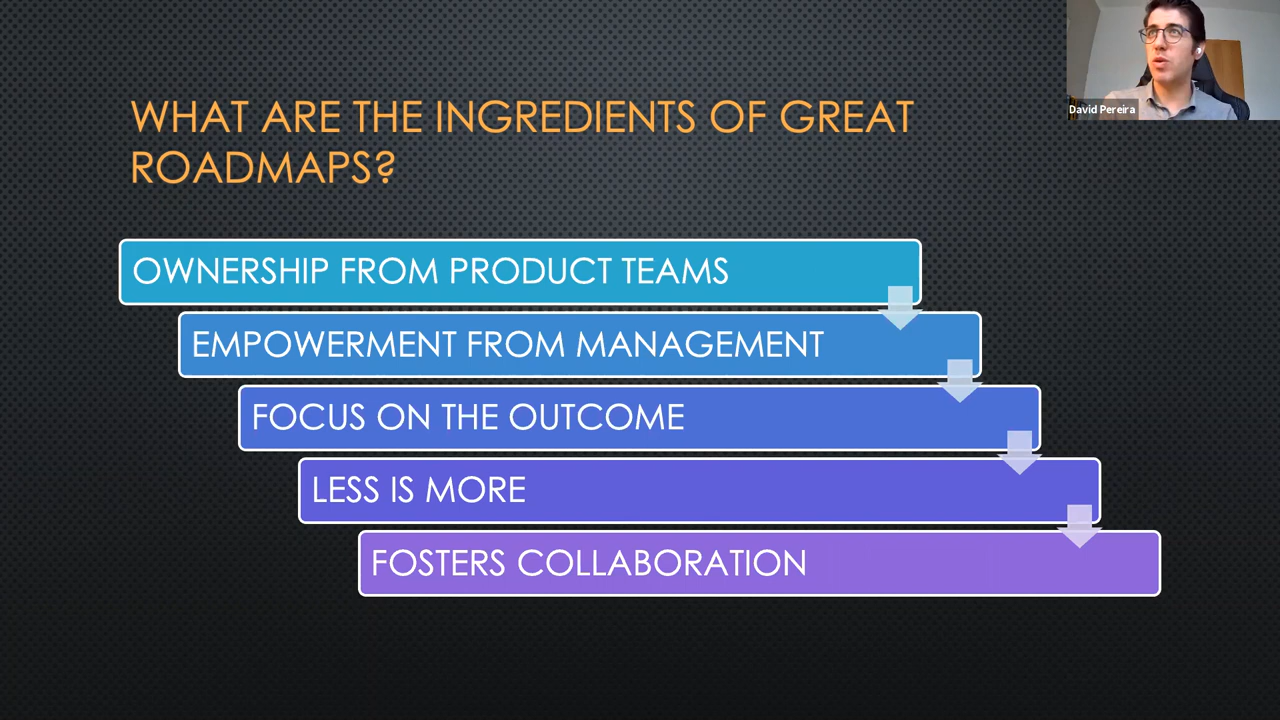 WHAT ARE THE INGREDIENTS OF GREAT
ROADMAPS?
David Pereira
OWNERSHIP FROM PRODUCT TEAMS
EMPOWERMENT FROM MANAGEMENT
FOCUS ON THE OUTCOME
LESS IS MORE
FOSTERS COLLABORATION